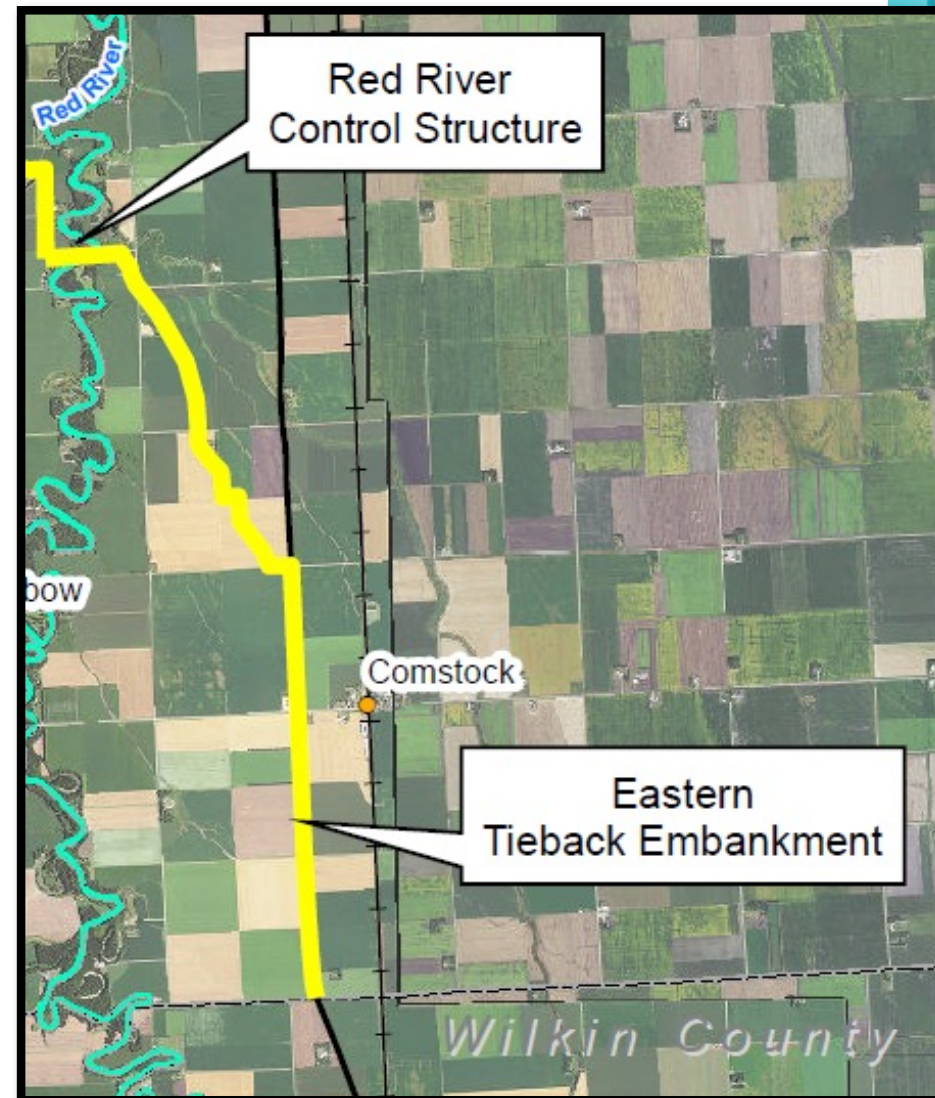 Red River
Red River
Control Structure
bow
Comstock
Eastern
Tieback Embankment
Wilkin County